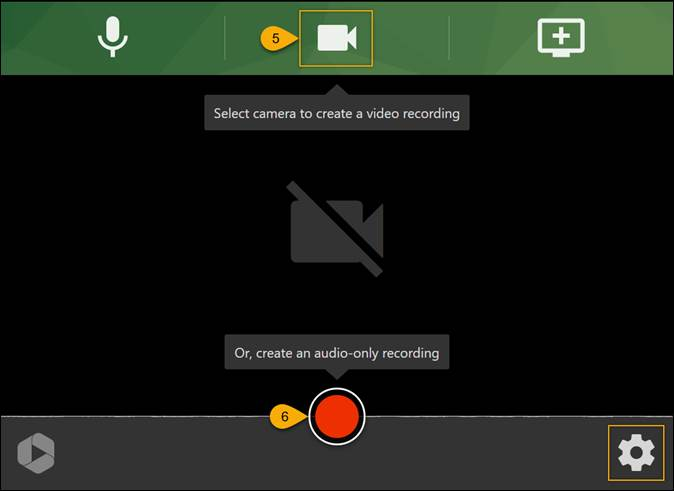 5
Select camera to create a video recording
Or, create an audio-only recording
6